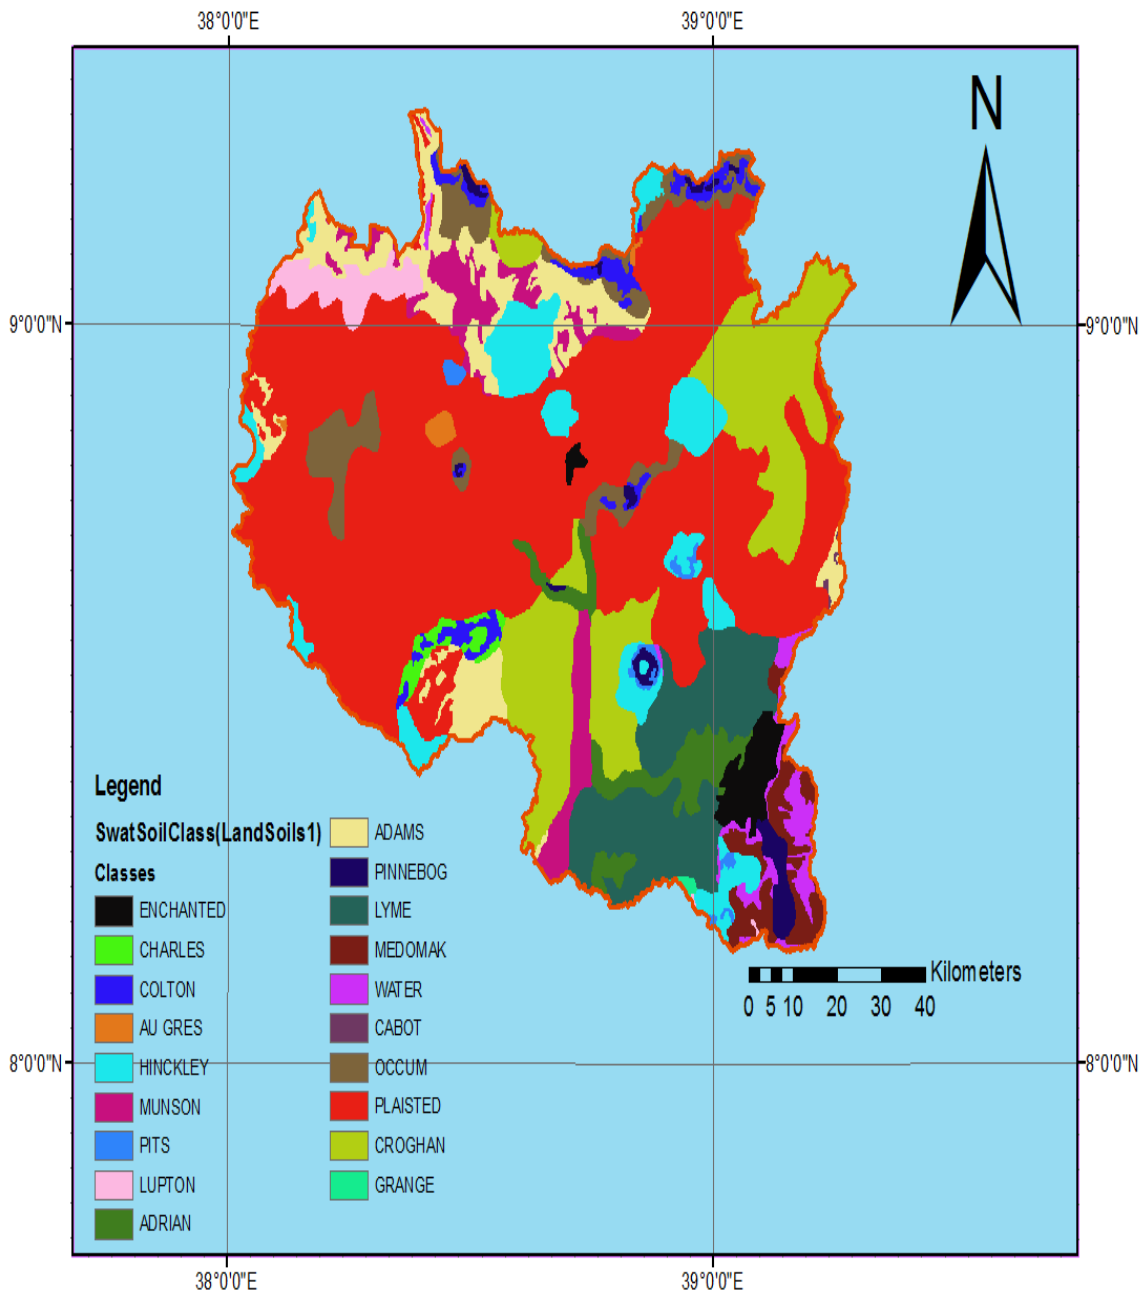 38°0'0"E 39°0'0"E
N
9°0'0"N 9°0'0"N
Legend
SwatSoilClass(LandSoils1)
Classes
ENCHANTED
CHARLES
COLTON
AU GRES
HINCKLEY
MUNSON
PITS
LUPTON
ADRIAN
ADAMS
PINNEBOG
LYME
MEDOMAK
WATER
CABOT
OCCUM
PLAISTED
CROGHAN
GRANGE
Kilometers
0 5 10 20 30 40
8°0'0"N 8°0'0"N
38°0'0"E 39°0'0"E